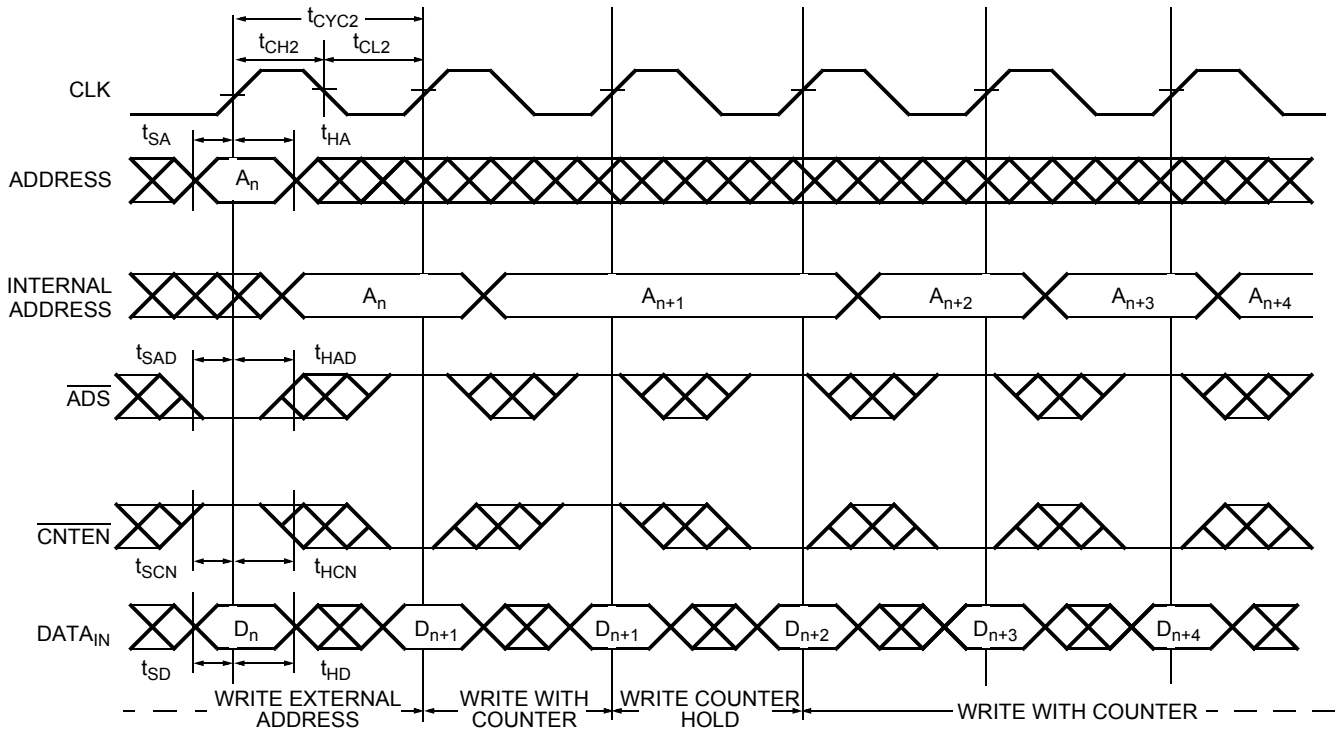 tCYC2
tCH2 tCL2
CLK
tSA tHA
ADDRESS An
INTERNAL ADDRESS An An+1 An+2 An+3 An+4
tSAD tHAD
ADS
CNTEN
tSCN tHCN
DATAIN Dn Dn+1 Dn+1 Dn+2 Dn+3 Dn+4
tSD tHD
WRITE EXTERNAL ADDRESS
WRITE WITH COUNTER
WRITE COUNTER HOLD
WRITE WITH COUNTER